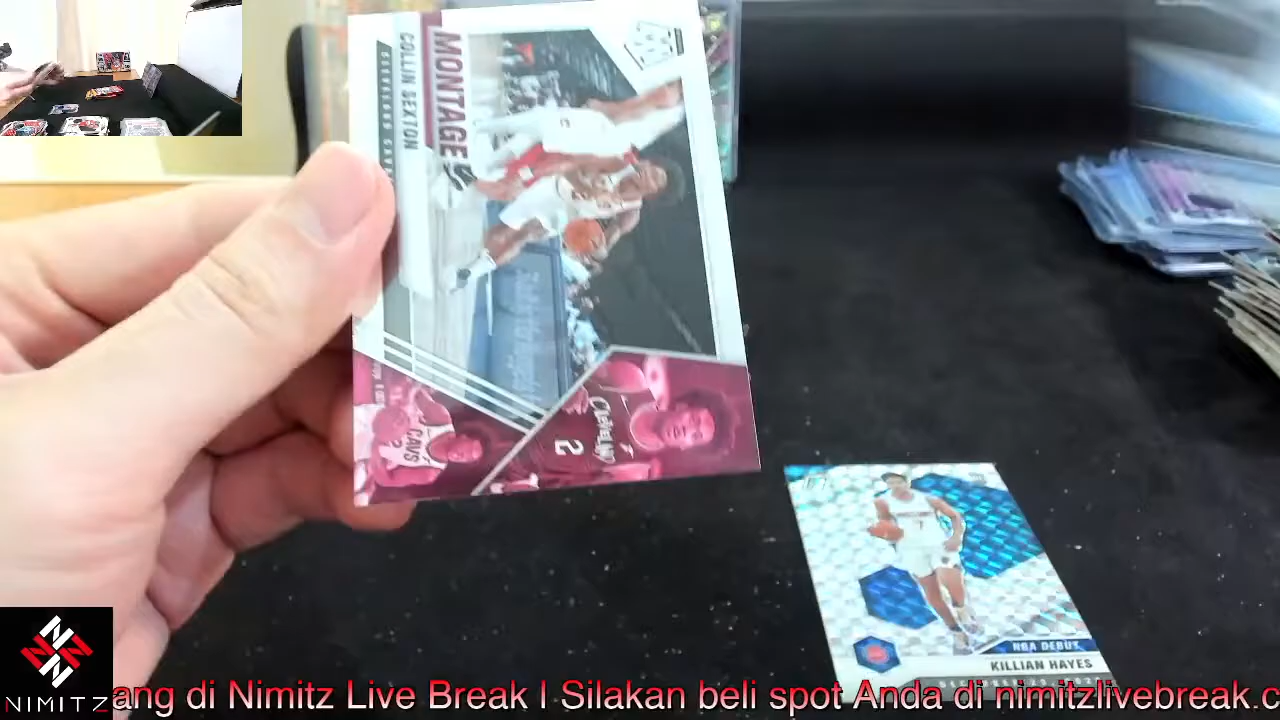 MONTAGE
COLLIN SEXTON
CLEVELAND
2
CAVS
NBA DEBUT
KILLIAN HAYES
NIMITZ
ang di Nimitz Live Break l Silakan beli spot Anda di nimitzlivebreak.c